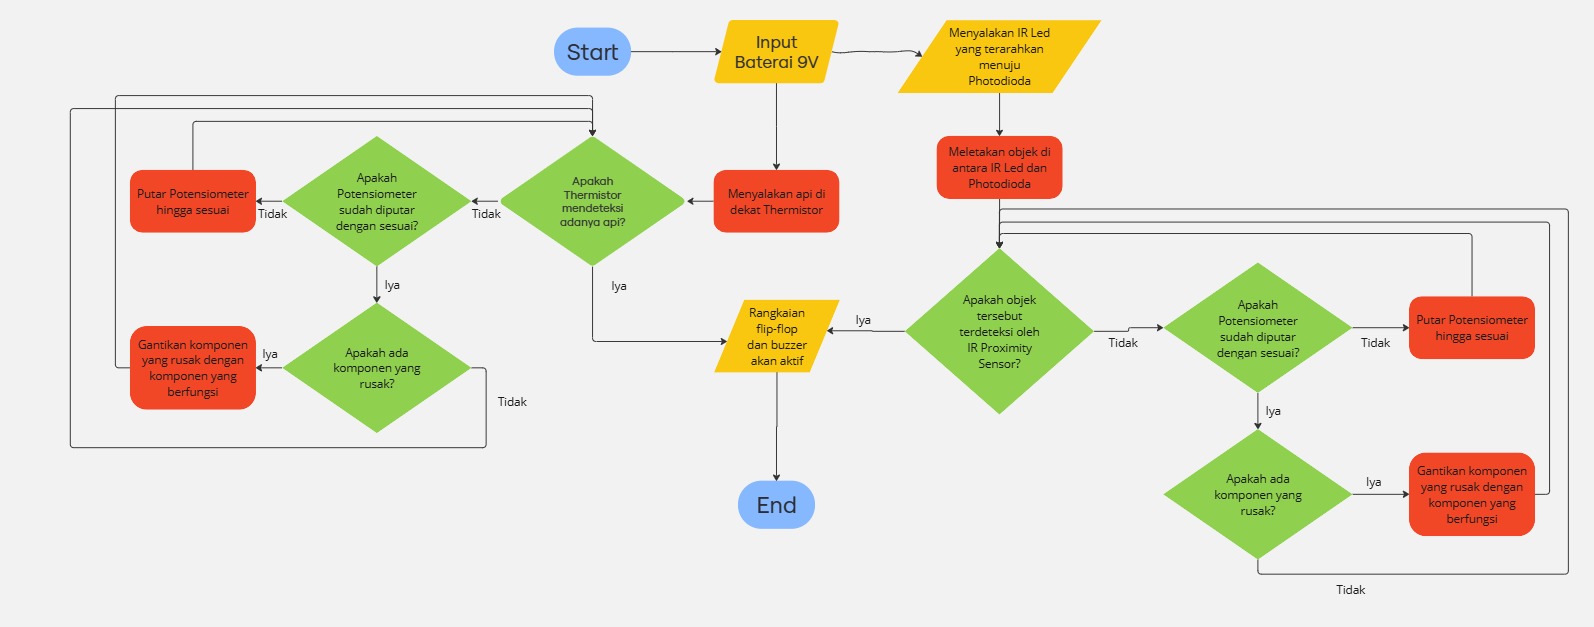 Start
Input
Baterai 9V
Menyalakan IR Led
yang terarahkan
menuju
Photodioda
Meletakan objek di
antara IR Led dan
Photodioda
Menyalakan api di
dekat Thermistor
Apakah
Thermistor
mendeteksi
adanya api?
Tidak
Apakah
Potensiometer
sudah diputar
dengan sesuai?
Tidak
Putar Potensiometer
hingga sesuai
Iya
Apakah ada
komponen yang
rusak?
Iya
Gantikan komponen
yang rusak dengan
komponen yang
berfungsi
Tidak
Iya
Rangkaian
flip-flop
dan buzzer
akan aktif
End
Iya
Apakah objek
tersebut
terdeteksi oleh
IR Proximity
Sensor?
Tidak
Apakah
Potensiometer
sudah diputar
dengan sesuai?
Tidak
Putar Potensiometer
hingga sesuai
Iya
Apakah ada
komponen yang
rusak?
Iya
Gantikan komponen
yang rusak dengan
komponen yang
berfungsi
Tidak